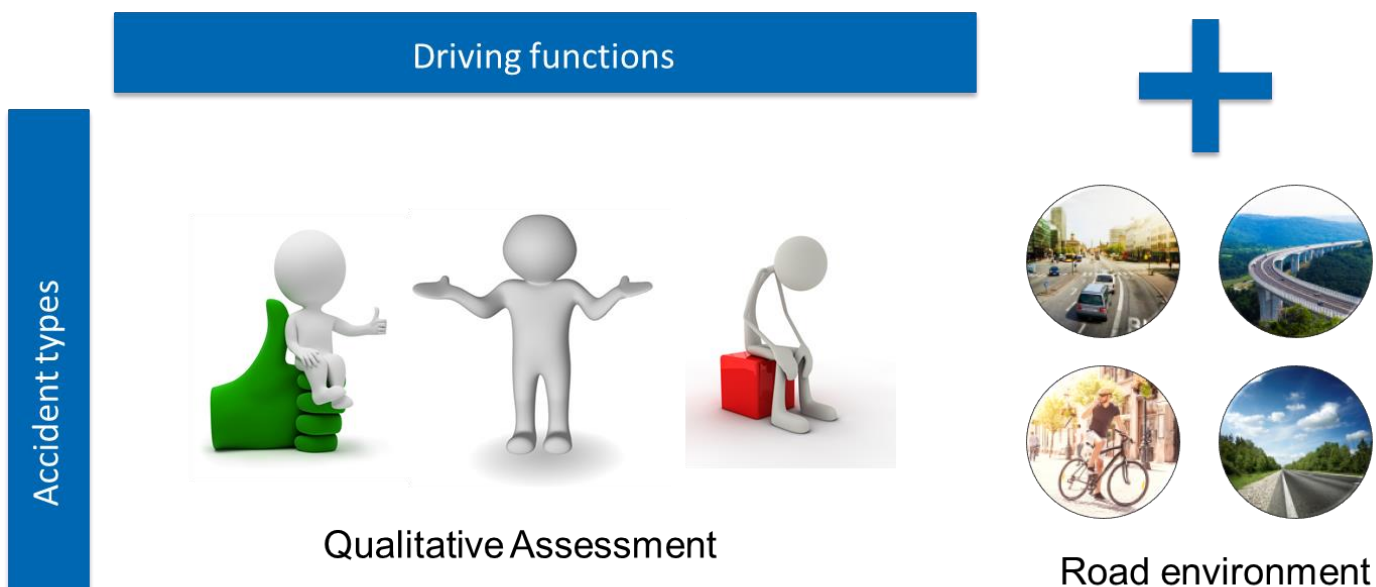 Driving functions
Accident types
Qualitative Assessment
Road environment